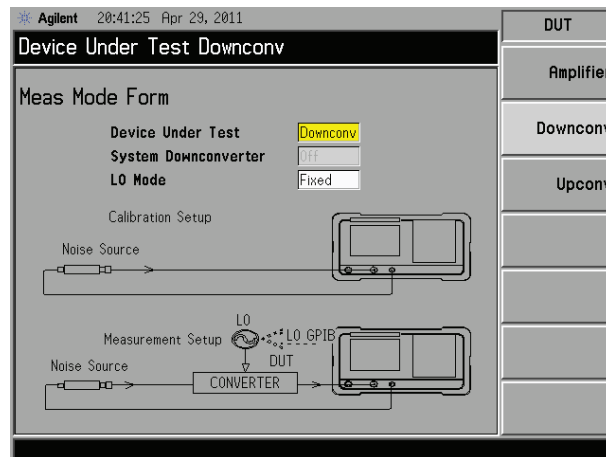 Agilent 20:41:25 Apr 29, 2011
DUT
Device Under Test Downconv
Amplifier
Meas Mode Form
Device Under Test Downconv
System Downconverter Off
LO Mode Fixed
Downconv
Upconv
Calibration Setup
Noise Source
LO
Measurement Setup LO GPIB
Noise Source DUT
CONVERTER